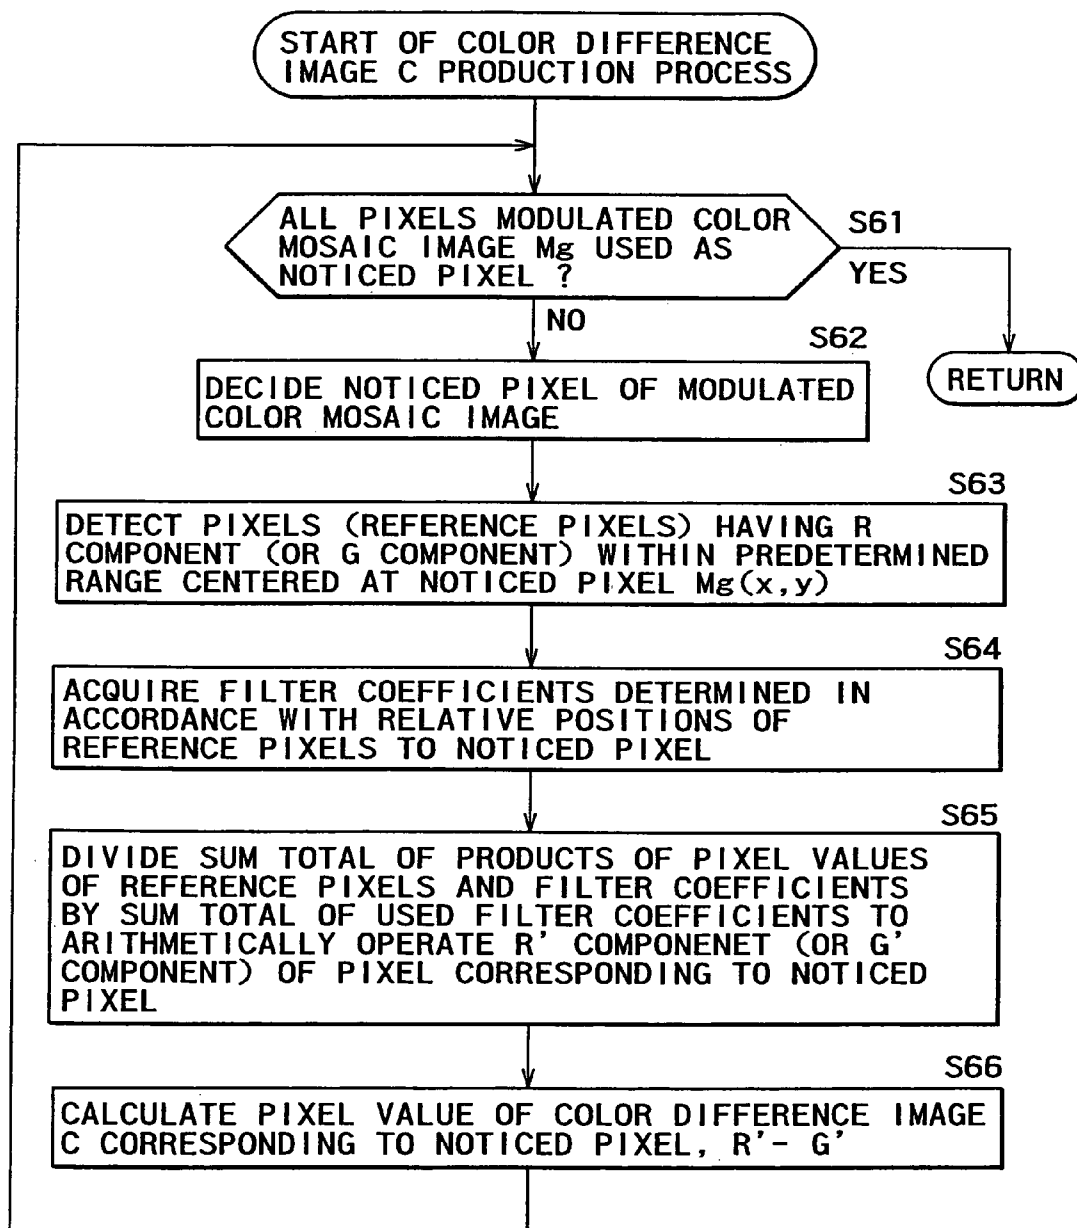 START OF COLOR DIFFERENCE
IMAGE C PRODUCTION PROCESS
ALL PIXELS MODULATED COLOR
MOSAIC IMAGE Mg USED AS
NOTICED PIXEL ?
S61
YES
NO
RETURN
S62
DECIDE NOTICED PIXEL OF MODULATED
COLOR MOSAIC IMAGE
S63
DETECT PIXELS (REFERENCE PIXELS) HAVING R
COMPONENT (OR G COMPONENT) WITHIN PREDETERMINED
RANGE CENTERED AT NOTICED PIXEL Mg(x,y)
S64
ACQUIRE FILTER COEFFICIENTS DETERMINED IN
ACCORDANCE WITH RELATIVE POSITIONS OF
REFERENCE PIXELS TO NOTICED PIXEL
S65
DIVIDE SUM TOTAL OF PRODUCTS OF PIXEL VALUES
OF REFERENCE PIXELS AND FILTER COEFFICIENTS
BY SUM TOTAL OF USED FILTER COEFFICIENTS TO
ARITHMETICALLY OPERATE R' COMPONENET (OR G'
COMPONENT) OF PIXEL CORRESPONDING TO NOTICED
PIXEL
S66
CALCULATE PIXEL VALUE OF COLOR DIFFERENCE IMAGE
C CORRESPONDING TO NOTICED PIXEL, R'- G'